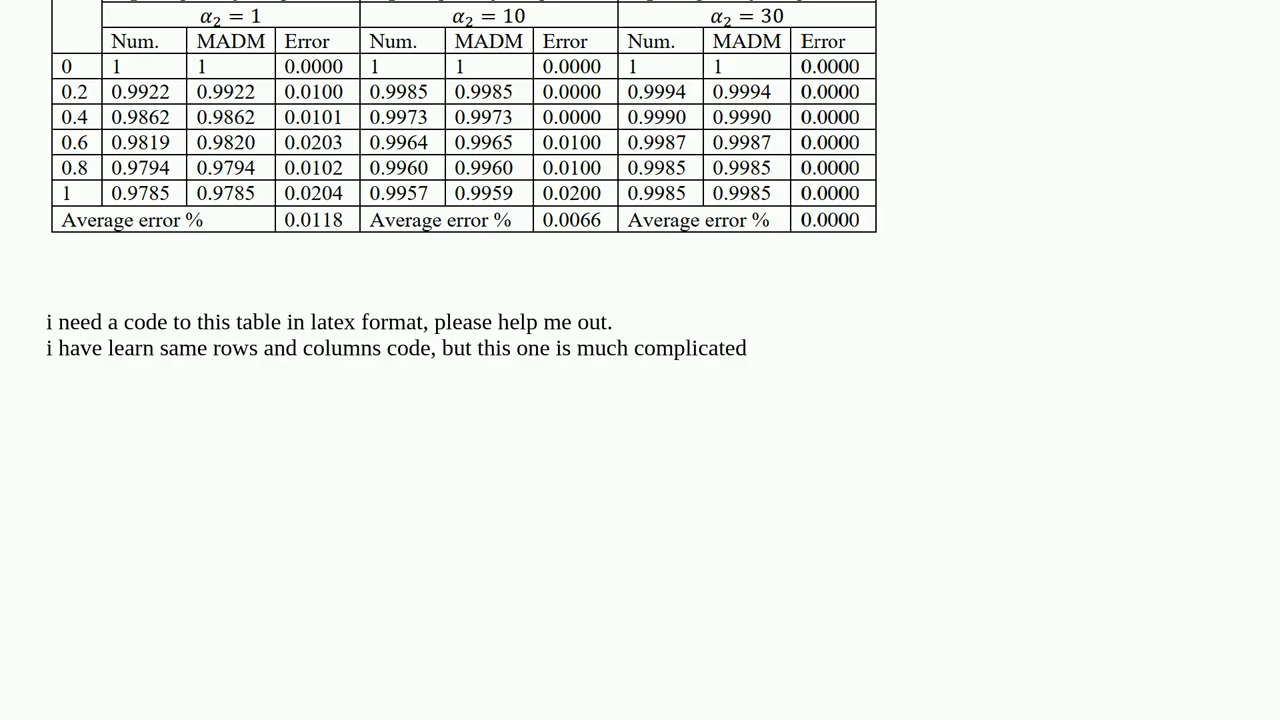 α₂ = 1 α₂ = 10 α₂ = 30
Num. MADM Error Num. MADM Error Num. MADM Error
0 1 1 0.0000 1 1 0.0000 1 1 0.0000
0.2 0.9922 0.9922 0.0100 0.9985 0.9985 0.0000 0.9994 0.9994 0.0000
0.4 0.9862 0.9862 0.0101 0.9973 0.9973 0.0000 0.9990 0.9990 0.0000
0.6 0.9819 0.9820 0.0203 0.9964 0.9965 0.0100 0.9987 0.9987 0.0000
0.8 0.9794 0.9794 0.0102 0.9960 0.9960 0.0100 0.9985 0.9985 0.0000
1 0.9785 0.9785 0.0204 0.9957 0.9959 0.0200 0.9985 0.9985 0.0000
Average error % 0.0118 Average error % 0.0066 Average error % 0.0000
i need a code to this table in latex format, please help me out.
i have learn same rows and columns code, but this one is much complicated